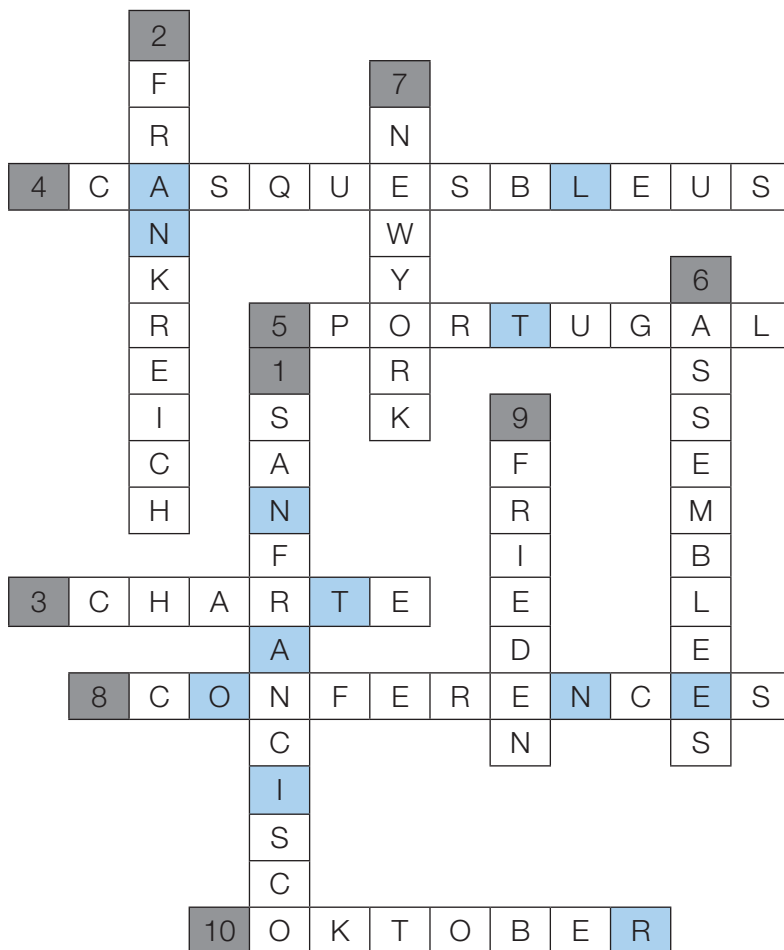 2
F 7
R N
4 C A S Q U E S B L E U S
N W
K Y 6
R 5 P O R T U G A L
E 1 R S
I S K 9 S
C A F E
H N R M
F I B
3 C H A R T E E L
A D E
8 C O N F E R E N C E S
C N S
I
S
C
10 O K T O B E R